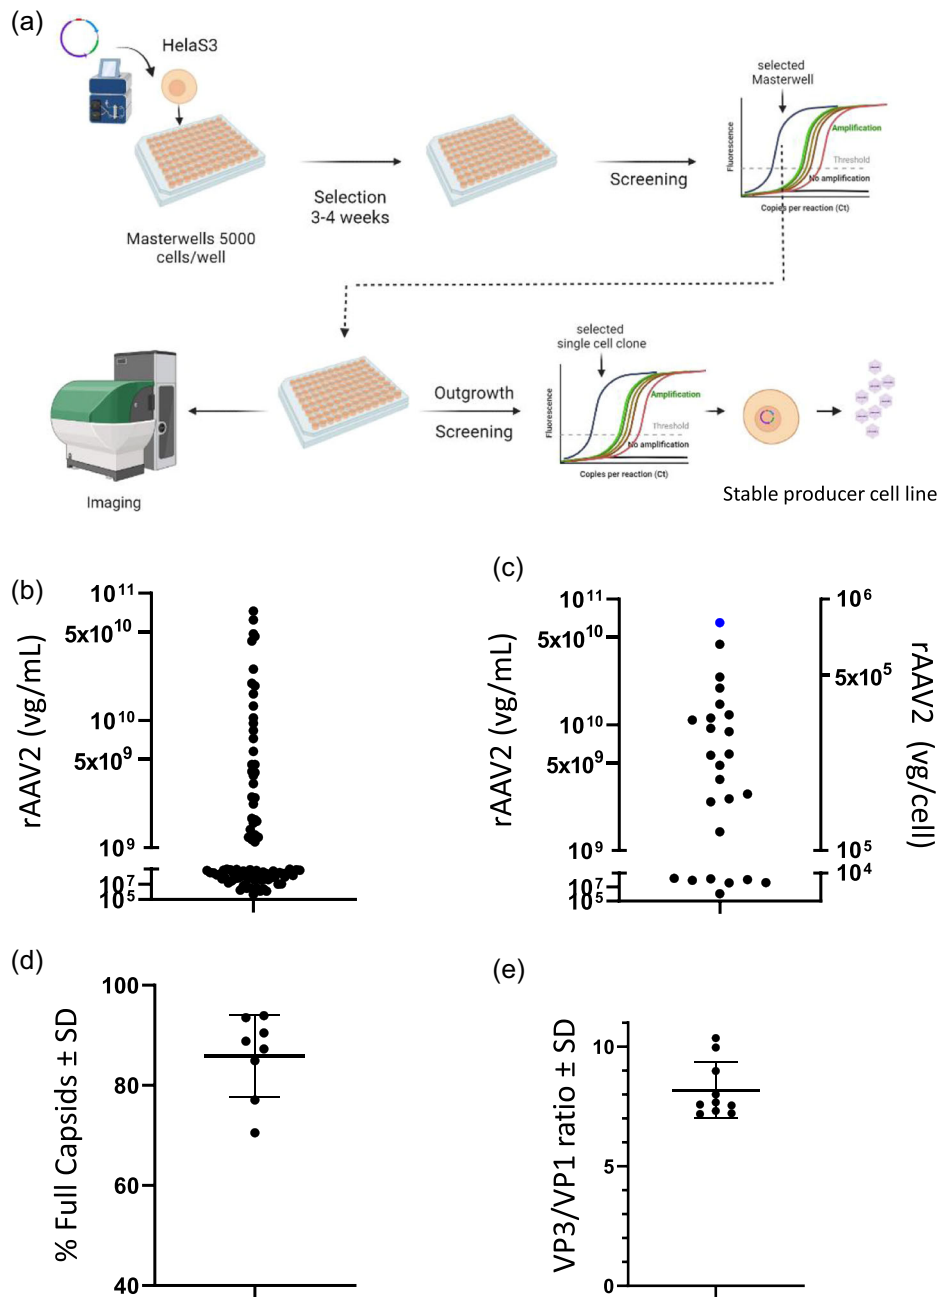 (a)
HelaS3
Masterwells 5000
cells/well
Selection
3-4 weeks
Screening
selected
Masterwell
Fluorescence
Amplification
Threshold
No amplification
Copies per reaction (Ct)
Imaging
Outgrowth
Screening
selected
single cell clone
Fluorescence
Amplification
Threshold
No amplification
Copies per reaction (Ct)
Stable producer cell line
(b)
rAAV2 (vg/mL)
10¹¹
5x10¹⁰
10¹⁰
5x10⁹
10⁹
10⁷
10⁵
(c)
rAAV2 (vg/mL)
10¹¹
5x10¹⁰
10¹⁰
5x10⁹
10⁹
10⁷
10⁵
10⁶
5x10⁵
10⁵
10⁴
rAAV2 (vg/cell)
(d)
% Full Capsids ± SD
100
80
60
40
(e)
VP3/VP1 ratio ± SD
10
5
0